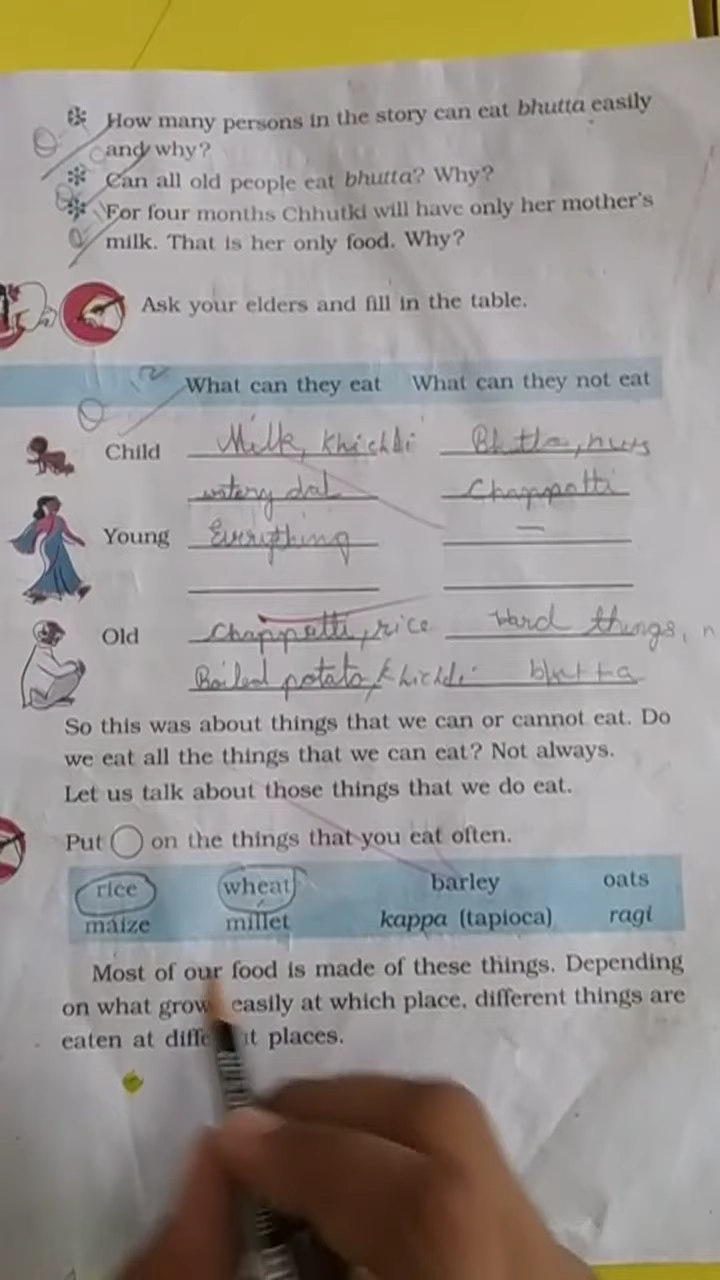 How many persons in the story can eat bhutta easily
and why?
Can all old people eat bhutta? Why?
For four months Chhutki will have only her mother's
milk. That is her only food. Why?
Ask your elders and fill in the table.
What can they eat What can they not eat
Child Milk, Khichdi
watery dal Chappatti
Young Everything —
Old Chappatti, rice Hard things,
Boiled potato, Khichdi bhutta
So this was about things that we can or cannot eat. Do
we eat all the things that we can eat? Not always.
Let us talk about those things that we do eat.
Put on the things that you eat often.
rice wheat barley oats
maize millet kappa (tapioca) ragi
Most of our food is made of these things. Depending
on what grow easily at which place, different things are
eaten at places.